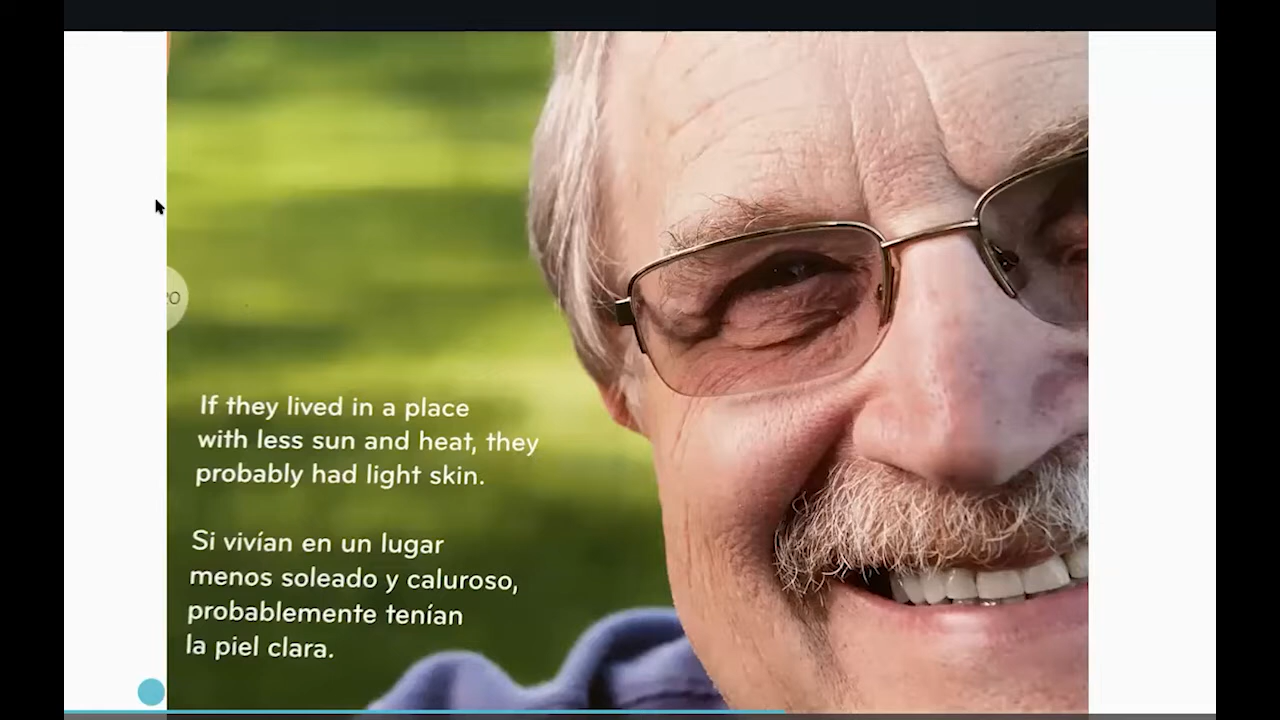 If they lived in a place
with less sun and heat, they
probably had light skin.
Si vivían en un lugar
menos soleado y caluroso,
probablemente tenían
la piel clara.